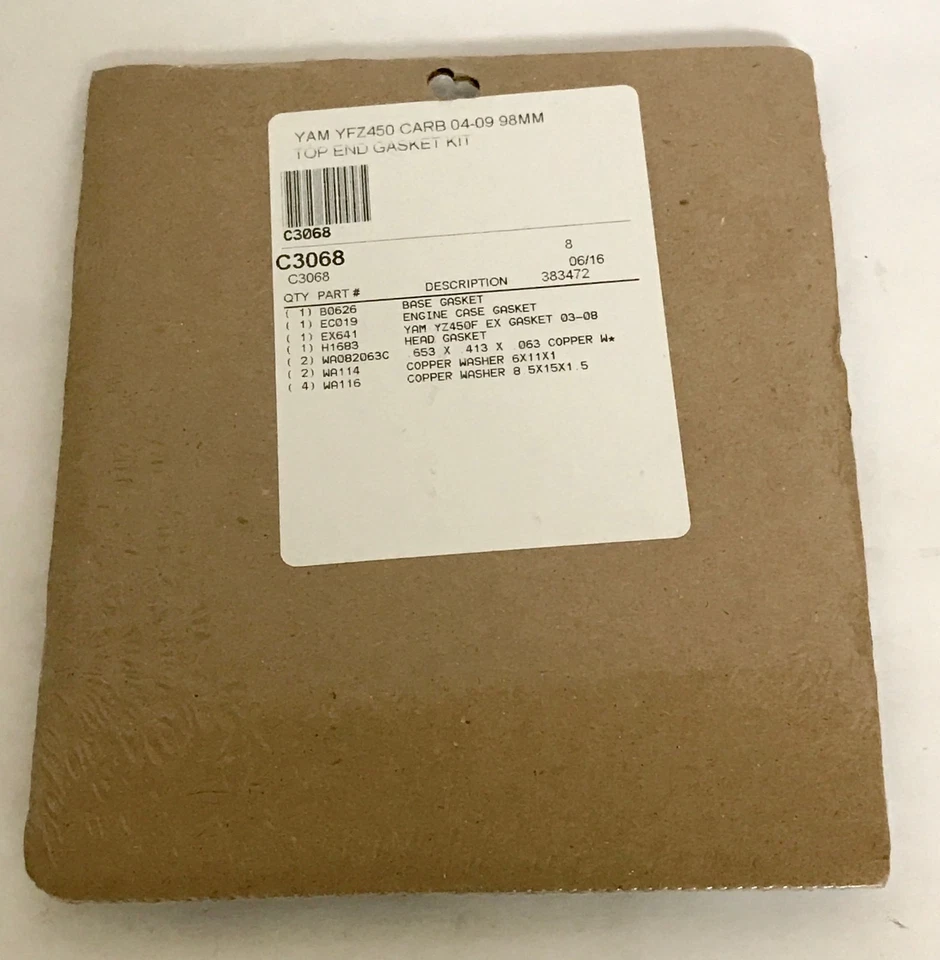 YAM YFZ450 CARB 04-09 98MM
TOP END GASKET KIT
C3068
C3068 8
C3068 06/16
383472
QTY PART # DESCRIPTION
( 1) B0626 BASE GASKET
( 1) EC019 ENGINE CASE GASKET
( 1) EX641 YAM YZ450F EX GASKET 03-08
( 1) H1683 HEAD GASKET
( 2) WA082063C .653 X .413 X .063 COPPER W*
( 2) WA114 COPPER WASHER 6X11X1
( 4) WA116 COPPER WASHER 8 5X15X1.5